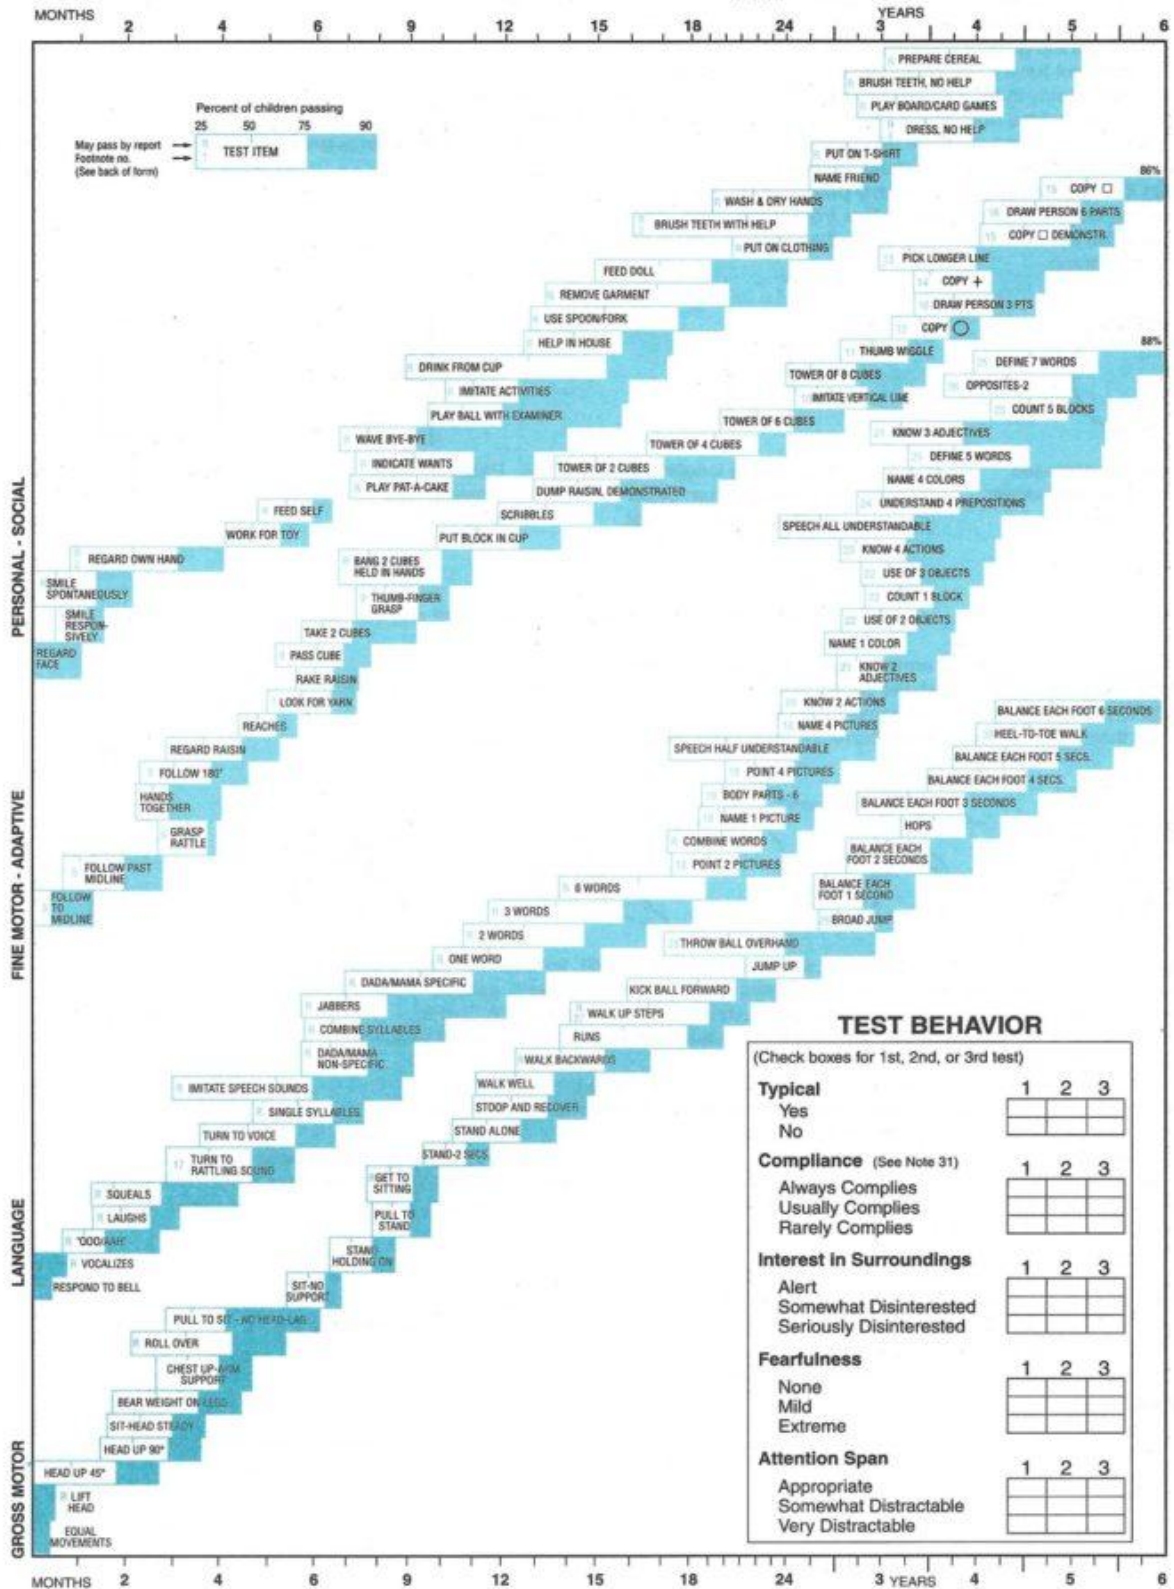 MONTHS
YEARS
2
4
6
9
12
15
18
24
3
4
5
6
Percent of children passing
25 50 75 90
May pass by report
Footnote no.
(See back of form)
TEST ITEM
PERSONAL - SOCIAL
PREPARE CEREAL
BRUSH TEETH, NO HELP
PLAY BOARD/CARD GAMES
DRESS, NO HELP
PUT ON T-SHIRT
NAME FRIEND
WASH & DRY HANDS
BRUSH TEETH WITH HELP
PUT ON CLOTHING
FEED DOLL
REMOVE GARMENT
USE SPOON/FORK
HELP IN HOUSE
DRINK FROM CUP
IMITATE ACTIVITIES
PLAY BALL WITH EXAMINER
WAVE BYE-BYE
INDICATE WANTS
PLAY PAT-A-CAKE
FEED SELF
WORK FOR TOY
REGARD OWN HAND
SMILE
SPONTANEOUSLY
SMILE
RESPON-
SIVELY
REGARD
FACE
FINE MOTOR - ADAPTIVE
86%
COPY □
DRAW PERSON 6 PARTS
COPY □ DEMONSTR.
PICK LONGER LINE
COPY +
DRAW PERSON 3 PTS
COPY ○
THUMB WIGGLE
TOWER OF 8 CUBES
IMITATE VERTICAL LINE
TOWER OF 6 CUBES
TOWER OF 4 CUBES
TOWER OF 2 CUBES
DUMP RAISIN, DEMONSTRATED
SCRIBBLES
PUT BLOCK IN CUP
BANG 2 CUBES
HELD IN HANDS
THUMB-FINGER
GRASP
TAKE 2 CUBES
PASS CUBE
RAKE RAISIN
LOOK FOR YARN
REACHES
REGARD RAISIN
FOLLOW 180°
HANDS
TOGETHER
GRASP
RATTLE
FOLLOW PAST
MIDLINE
FOLLOW
TO
MIDLINE
LANGUAGE
88%
DEFINE 7 WORDS
OPPOSITES-2
COUNT 5 BLOCKS
KNOW 3 ADJECTIVES
DEFINE 5 WORDS
NAME 4 COLORS
UNDERSTAND 4 PREPOSITIONS
SPEECH ALL UNDERSTANDABLE
KNOW 4 ACTIONS
USE OF 3 OBJECTS
COUNT 1 BLOCK
USE OF 2 OBJECTS
NAME 1 COLOR
KNOW 2
ADJECTIVES
KNOW 2 ACTIONS
NAME 4 PICTURES
SPEECH HALF UNDERSTANDABLE
POINT 4 PICTURES
BODY PARTS - 6
NAME 1 PICTURE
COMBINE WORDS
POINT 2 PICTURES
6 WORDS
3 WORDS
2 WORDS
ONE WORD
DADA/MAMA SPECIFIC
JABBERS
COMBINE SYLLABLES
DADA/MAMA
NON-SPECIFIC
IMITATE SPEECH SOUNDS
SINGLE SYLLABLES
TURN TO VOICE
TURN TO
RATTLING SOUND
SQUEALS
LAUGHS
"OOO/AAH"
VOCALIZES
RESPOND TO BELL
GROSS MOTOR
BALANCE EACH FOOT 6 SECONDS
HEEL-TO-TOE WALK
BALANCE EACH FOOT 5 SECS.
BALANCE EACH FOOT 4 SECS.
BALANCE EACH FOOT 3 SECONDS
HOPS
BALANCE EACH
FOOT 2 SECONDS
BALANCE EACH
FOOT 1 SECOND
BROAD JUMP
THROW BALL OVERHAND
JUMP UP
KICK BALL FORWARD
WALK UP STEPS
RUNS
WALK BACKWARDS
WALK WELL
STOOP AND RECOVER
STAND ALONE
STAND-2 SECS.
GET TO
SITTING
PULL TO
STAND
STAND
HOLDING ON
SIT-NO
SUPPORT
PULL TO SIT - NO HEAD-LAG
ROLL OVER
CHEST UP-ARM
SUPPORT
BEAR WEIGHT ON LEGS
SIT-HEAD STEADY
HEAD UP 90°
HEAD UP 45°
LIFT
HEAD
EQUAL
MOVEMENTS
TEST BEHAVIOR
(Check boxes for 1st, 2nd, or 3rd test)
Typical 1 2 3
Yes
No
Compliance (See Note 31) 1 2 3
Always Complies
Usually Complies
Rarely Complies
Interest in Surroundings 1 2 3
Alert
Somewhat Disinterested
Seriously Disinterested
Fearfulness 1 2 3
None
Mild
Extreme
Attention Span 1 2 3
Appropriate
Somewhat Distractable
Very Distractable
MONTHS 2 4 6 9 12 15 18 24 3 YEARS 4 5 6